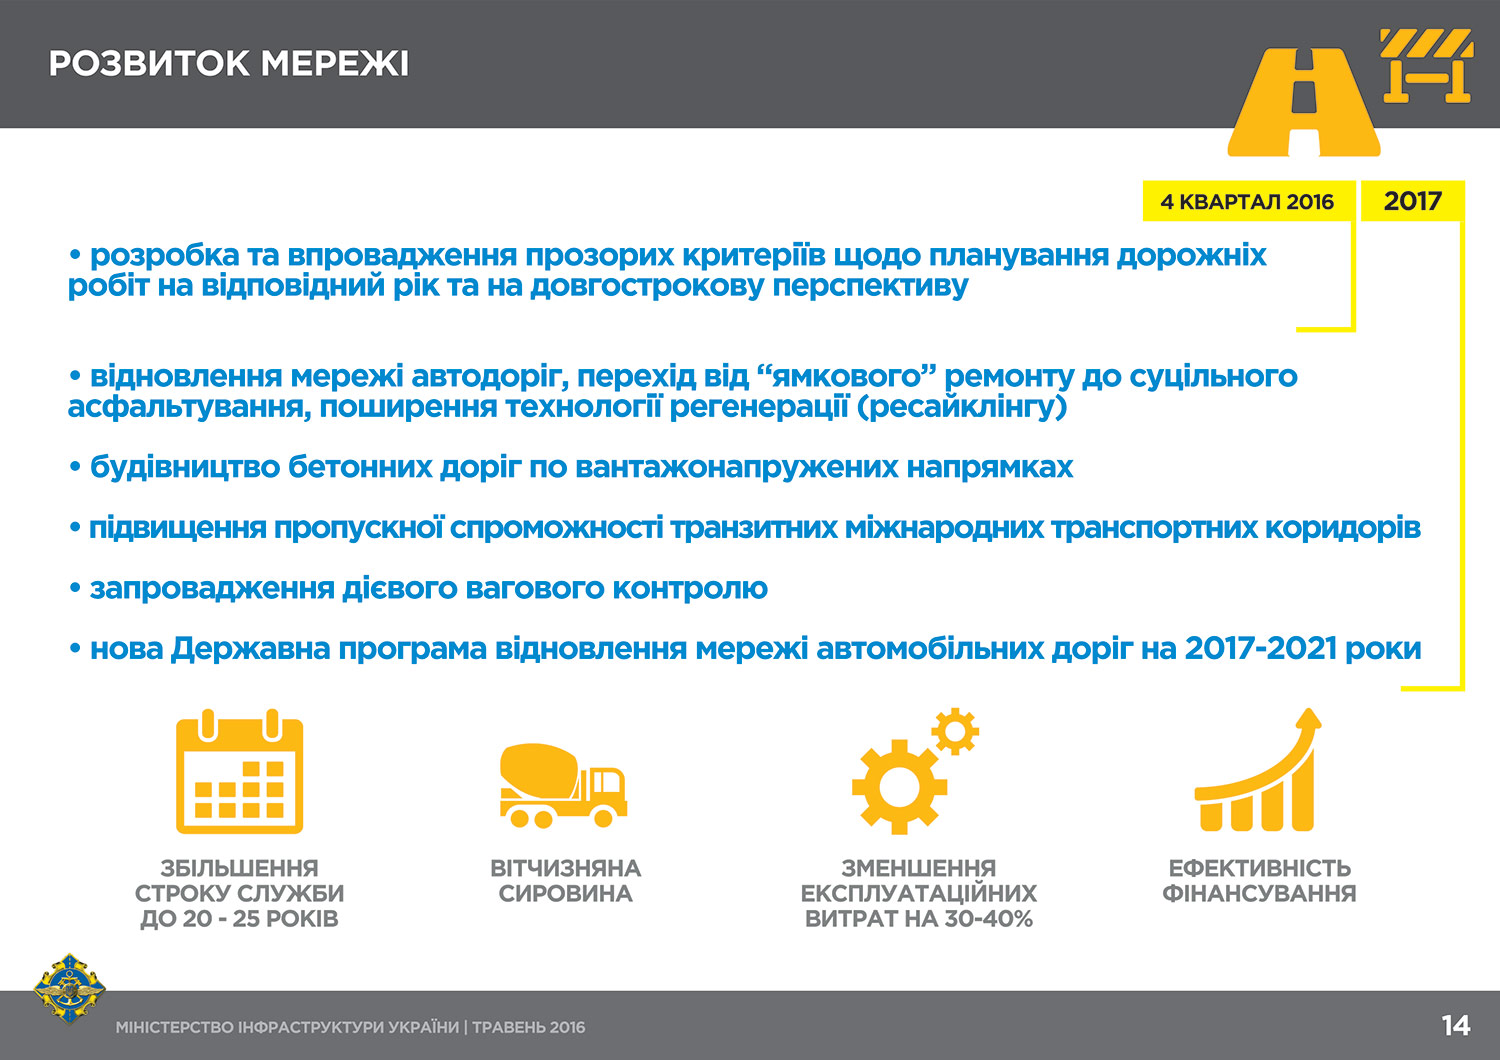 РОЗВИТОК МЕРЕЖІ
4 КВАРТАЛ 2016
2017
• розробка та впровадження прозорих критеріїв щодо планування дорожніх
робіт на відповідний рік та на довгострокову перспективу
• відновлення мережі автодоріг, перехід від “ямкового” ремонту до суцільного
асфальтування, поширення технології регенерації (ресайклінгу)
• будівництво бетонних доріг по вантажонапружених напрямках
• підвищення пропускної спроможності транзитних міжнародних транспортних коридорів
• запровадження дієвого вагового контролю
• нова Державна програма відновлення мережі автомобільних доріг на 2017-2021 роки
ЗБІЛЬШЕННЯ
СТРОКУ СЛУЖБИ
ДО 20 - 25 РОКІВ
ВІТЧИЗНЯНА
СИРОВИНА
ЗМЕНШЕННЯ
ЕКСПЛУАТАЦІЙНИХ
ВИТРАТ НА 30-40%
ЕФЕКТИВНІСТЬ
ФІНАНСУВАННЯ
МІНІСТЕРСТВО ІНФРАСТРУКТУРИ УКРАЇНИ | ТРАВЕНЬ 2016
14